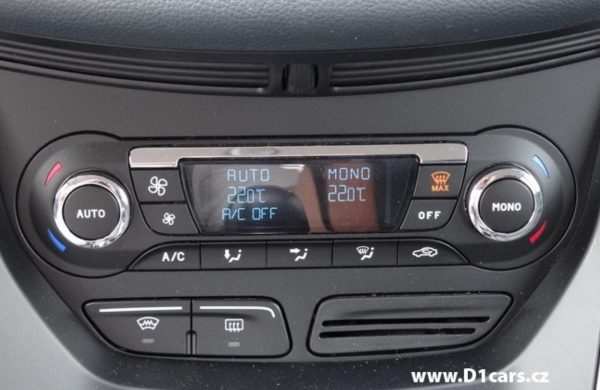 AUTO MONO
22.0°C 22.0°C
A/C OFF
MAX
AUTO
OFF
MONO
A/C
www.D1cars.cz